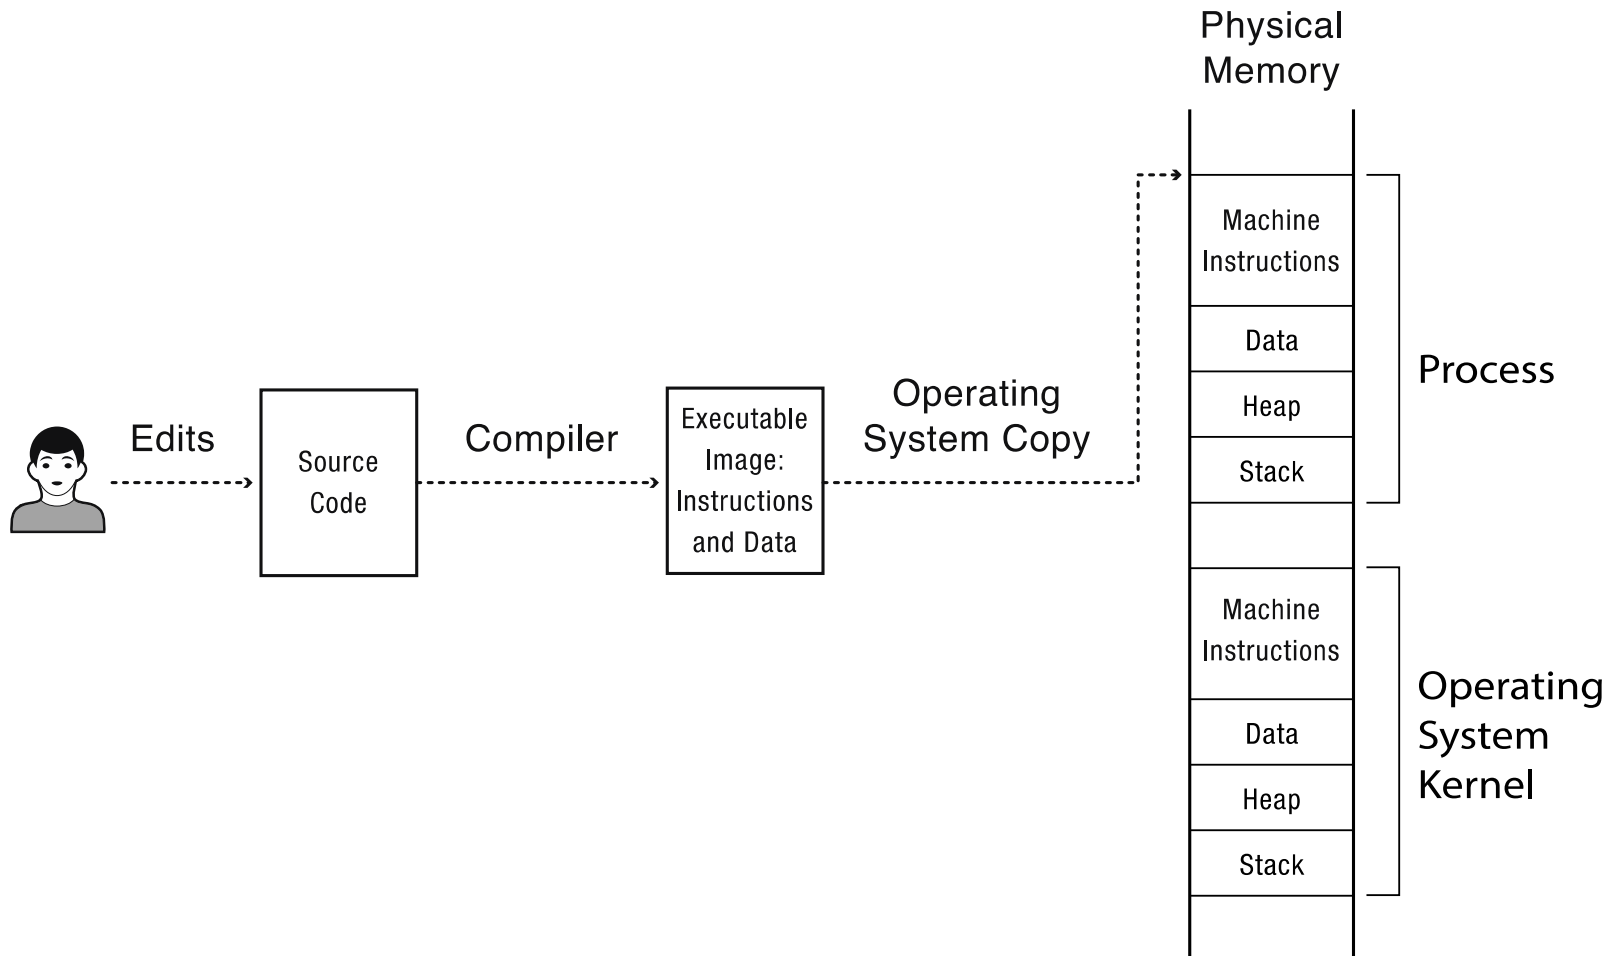 Physical
Memory
Edits
Source
Code
Compiler
Executable
Image:
Instructions
and Data
Operating
System Copy
Machine
Instructions
Data
Heap
Stack
Process
Machine
Instructions
Data
Heap
Stack
Operating
System
Kernel